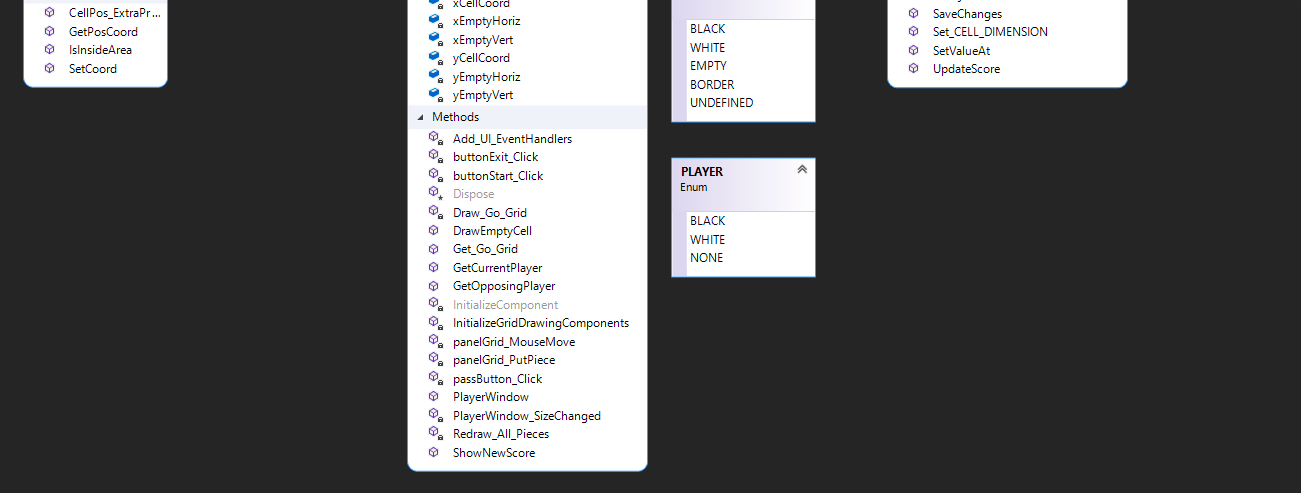 CellPos_ExtraPr...
GetPosCoord
IsInsideArea
SetCoord
xCellCoord
xEmptyHoriz
xEmptyVert
yCellCoord
yEmptyHoriz
yEmptyVert
Methods
Add_UI_EventHandlers
buttonExit_Click
buttonStart_Click
Dispose
Draw_Go_Grid
DrawEmptyCell
Get_Go_Grid
GetCurrentPlayer
GetOpposingPlayer
InitializeComponent
InitializeGridDrawingComponents
panelGrid_MouseMove
panelGrid_PutPiece
passButton_Click
PlayerWindow
PlayerWindow_SizeChanged
Redraw_All_Pieces
ShowNewScore
BLACK
WHITE
EMPTY
BORDER
UNDEFINED
PLAYER
Enum
BLACK
WHITE
NONE
SaveChanges
Set_CELL_DIMENSION
SetValueAt
UpdateScore